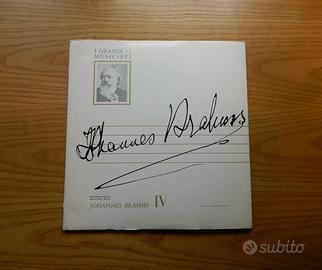 I GRANDI
MUSICISTI
Johannes Brahms
JOHANNES BRAHMS IV
subito